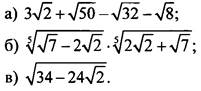 а) 3√2 + √50 − √32 − √8;
б) ⁵√(√7 − 2√2) · ⁵√(2√2 + √7);
в) √(34 − 24√2).